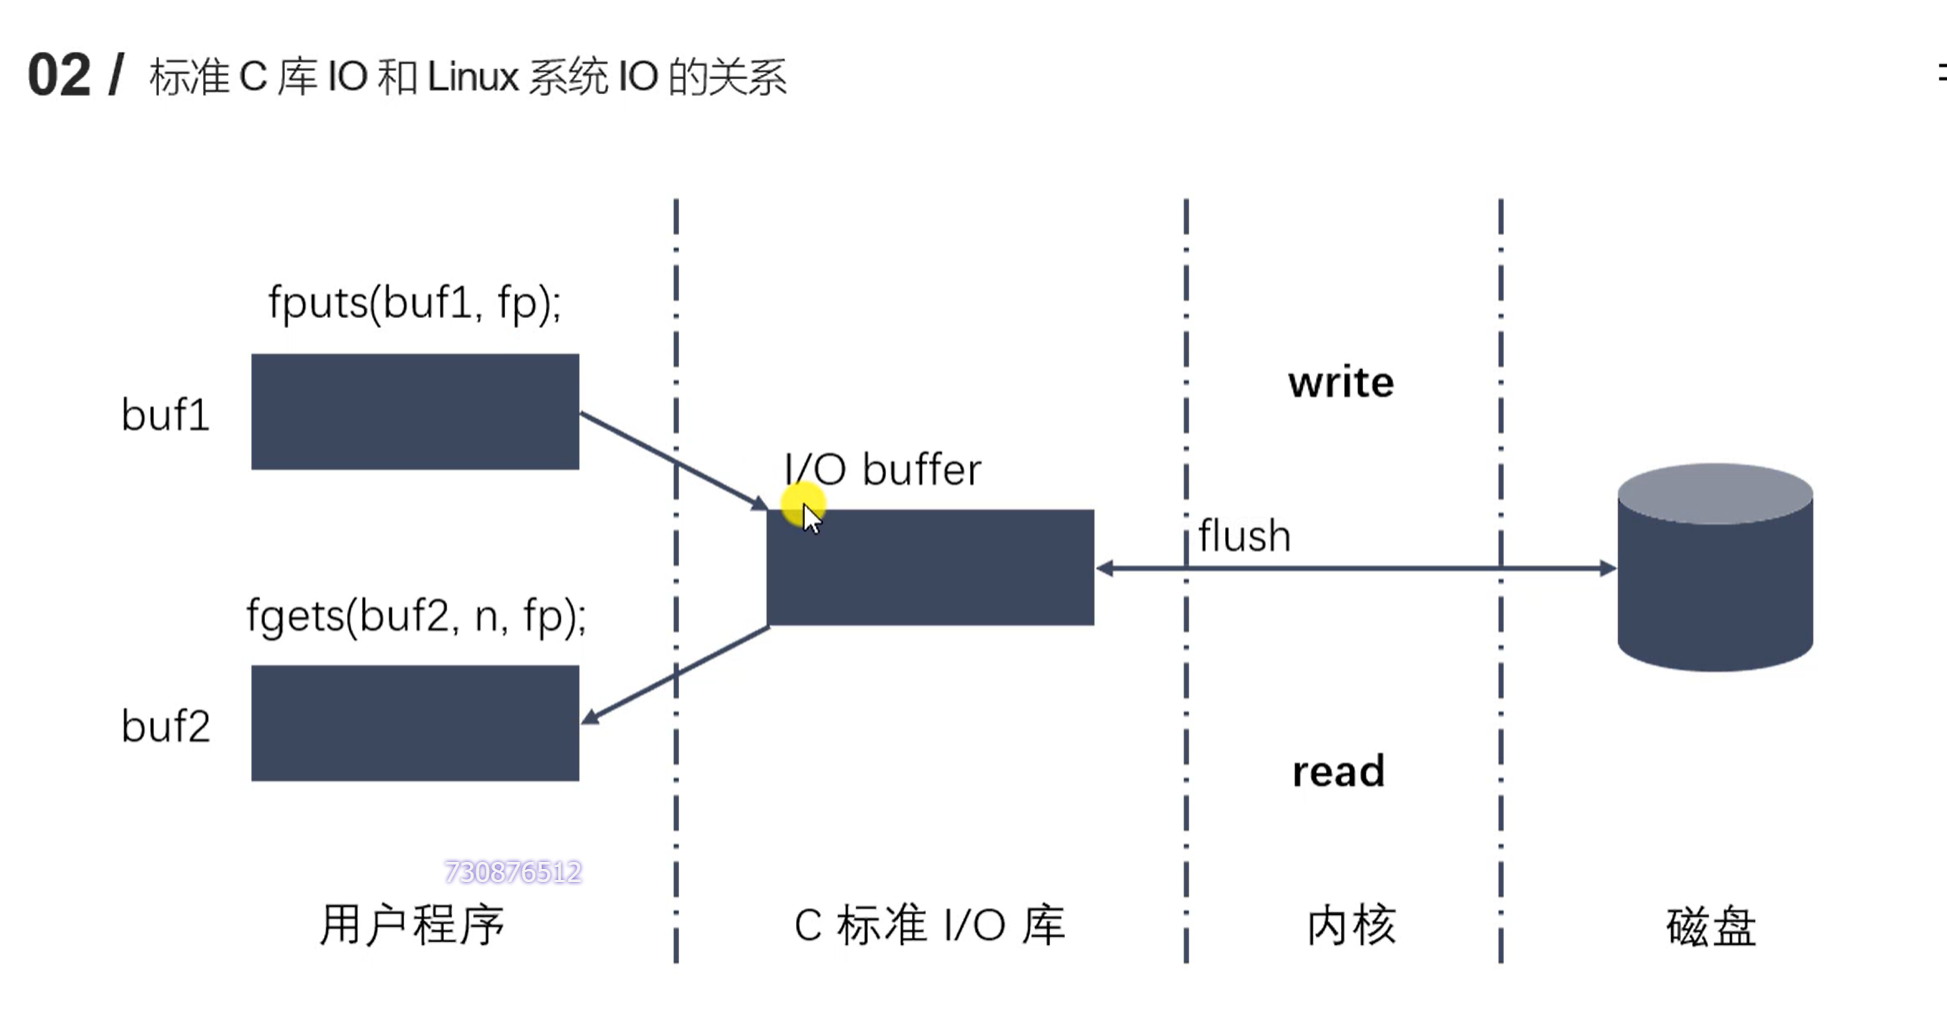 02 / 标准 C 库 IO 和 Linux 系统 IO 的关系
fputs(buf1, fp);
buf1
write
I/O buffer
flush
fgets(buf2, n, fp);
buf2
read
730876512
用户程序
C 标准 I/O 库
内核
磁盘